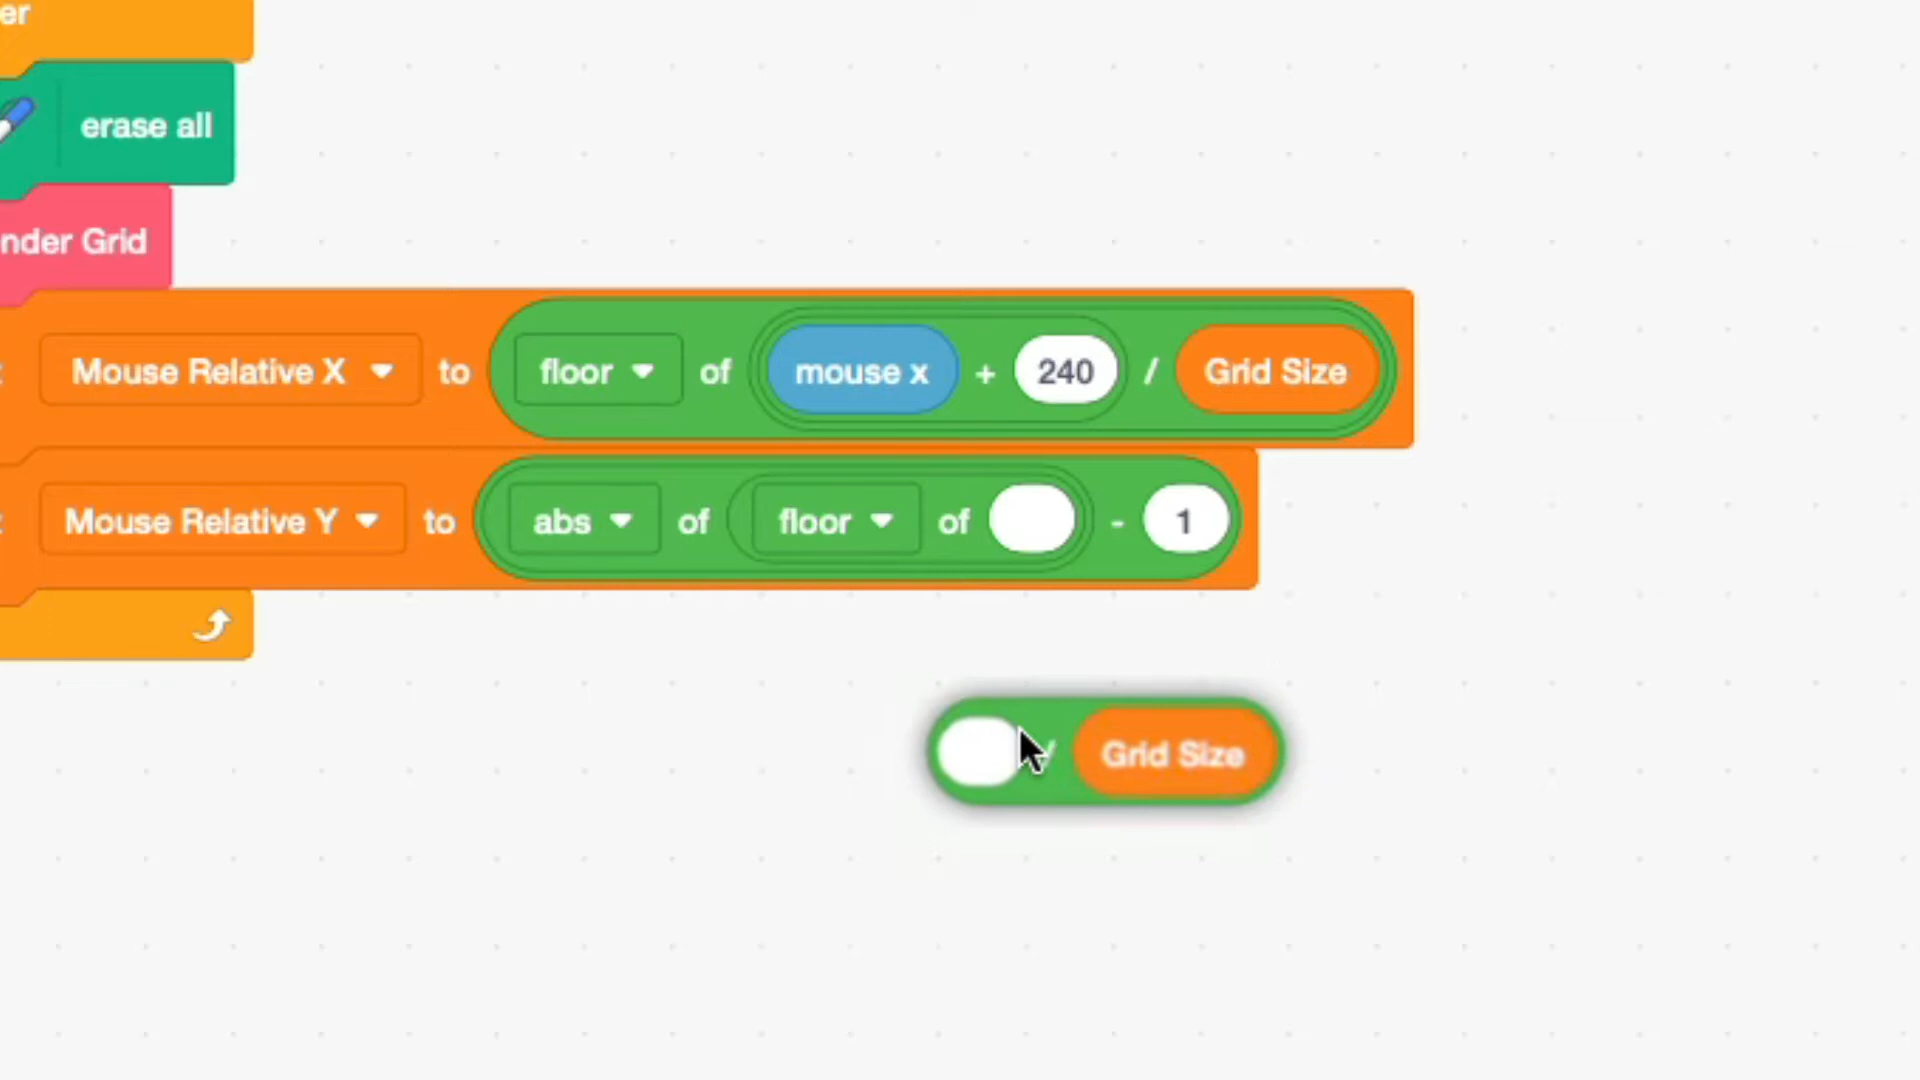 er
erase all
nder Grid
Mouse Relative X to floor of mouse x + 240 / Grid Size
Mouse Relative Y to abs of floor of - 1
/ Grid Size